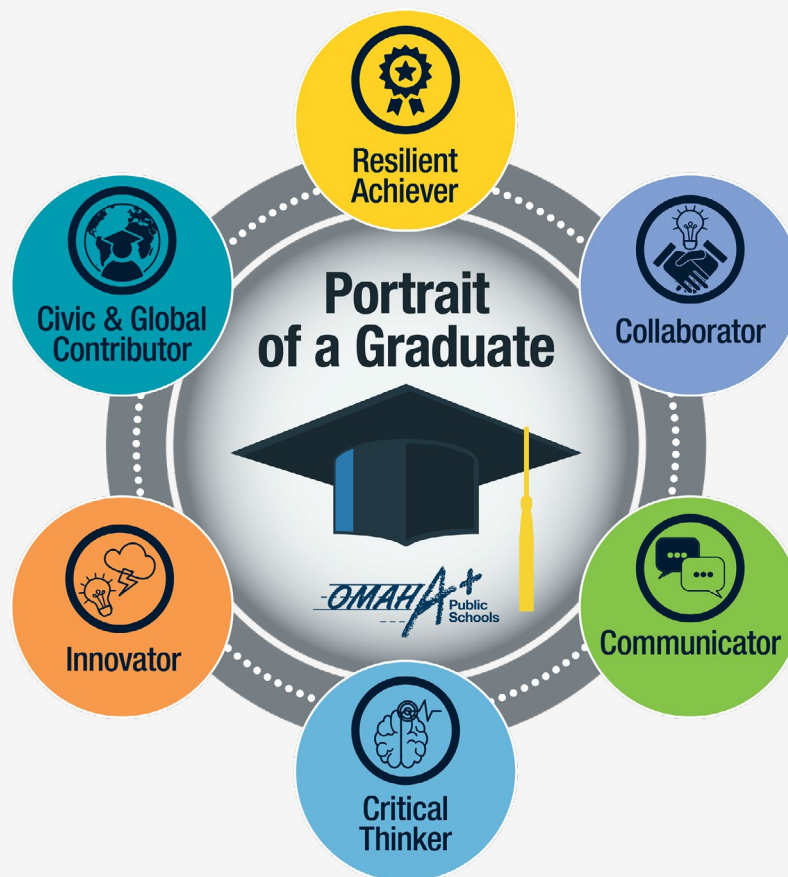 Resilient
Achiever
Civic & Global
Contributor
Collaborator
Portrait
of a Graduate
OMAHA+
Public
Schools
Innovator
Communicator
Critical
Thinker